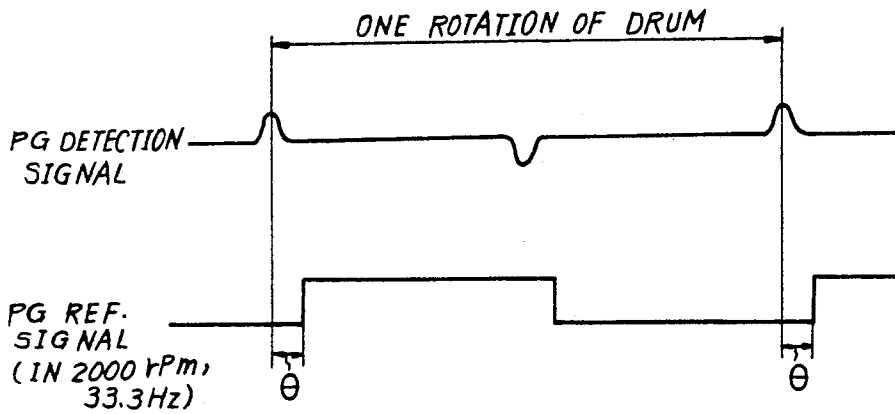 ONE ROTATION OF DRUM
PG DETECTION
SIGNAL
PG REF.
SIGNAL
(IN 2000 rPm,
33.3Hz)
θ
θ